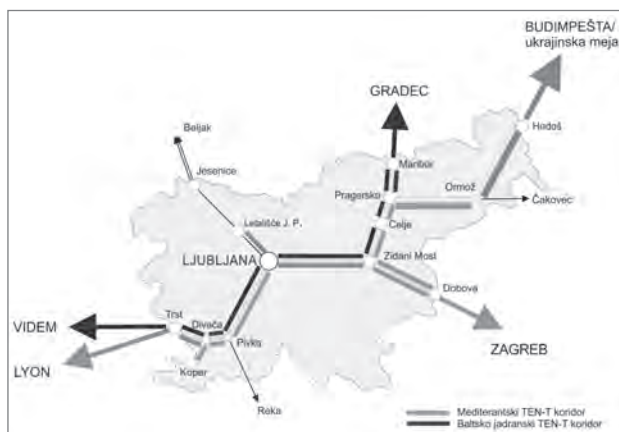 BUDIMPEŠTA/
ukrajinska meja
GRADEC
Hodoš
Beljak
Maribor
Jesenice
Pragersko
Ormož
Čakovec
Letališče J. P.
Celje
LJUBLJANA
Zidani Most
Dobova
Trst
Divača
VIDEM
Pivka
ZAGREB
LYON
Koper
Reka
Mediteranski TEN-T koridor
Baltsko jadranski TEN-T koridor